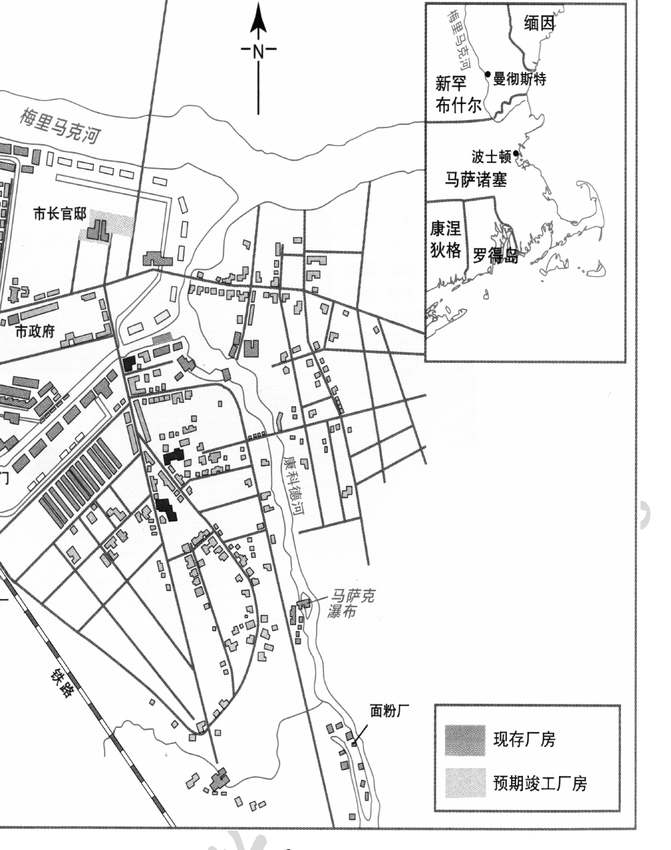 缅因
梅里马克河
曼彻斯特
新罕
布什尔
波士顿
马萨诸塞
康涅
狄格
罗得岛
N
梅里马克河
市长官邸
市政府
门
康科德河
马萨克
瀑布
铁路
面粉厂
现存厂房
预期竣工厂房